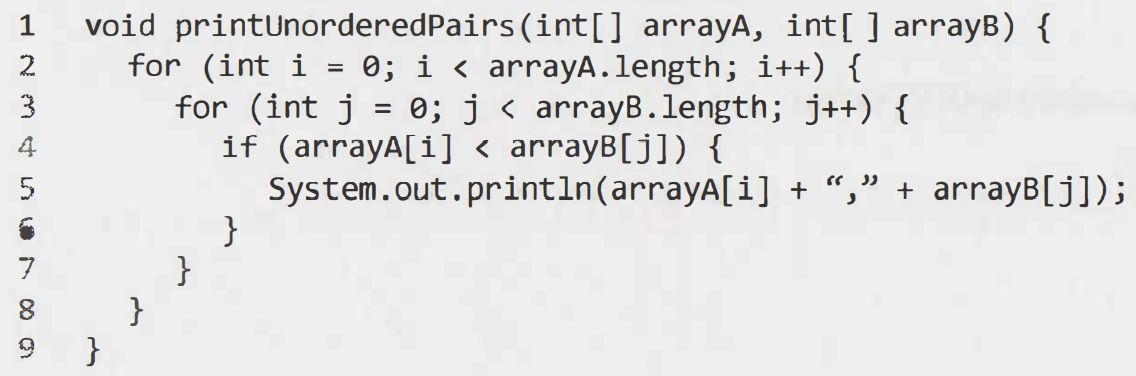 1 void printUnorderedPairs(int[] arrayA, int[ ] arrayB) {
2 for (int i = 0; i < arrayA.length; i++) {
3 for (int j = 0; j < arrayB.length; j++) {
4 if (arrayA[i] < arrayB[j]) {
5 System.out.println(arrayA[i] + “,” + arrayB[j]);
6 }
7 }
8 }
9 }